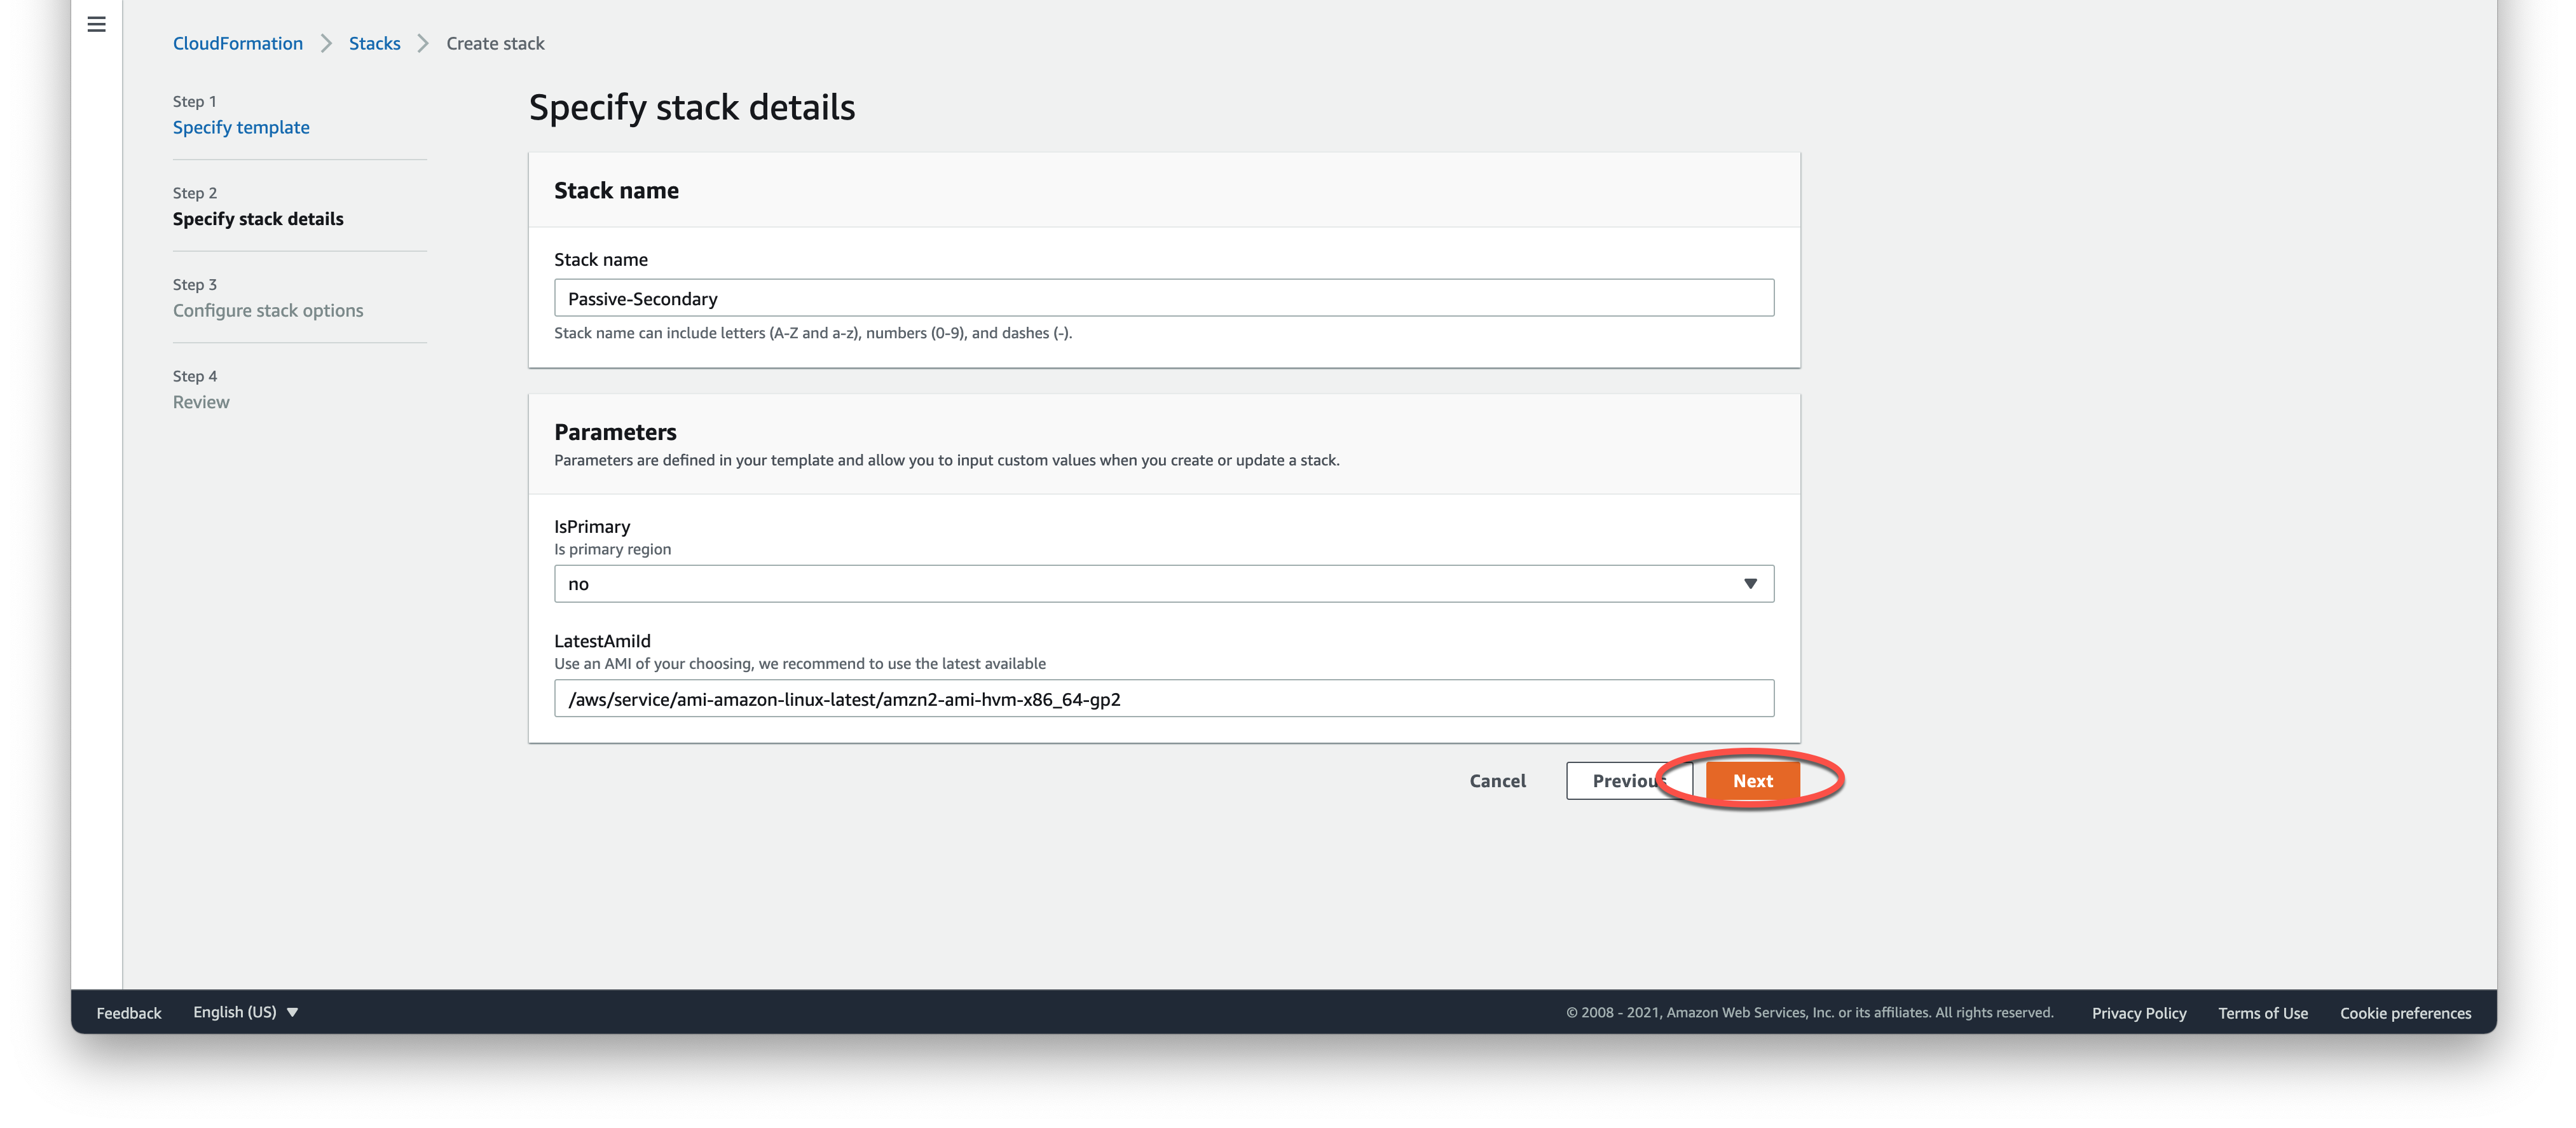 CloudFormation > Stacks > Create stack
Step 1
Specify template
Step 2
Specify stack details
Step 3
Configure stack options
Step 4
Review
Specify stack details
Stack name
Stack name
Passive-Secondary
Stack name can include letters (A-Z and a-z), numbers (0-9), and dashes (-).
Parameters
Parameters are defined in your template and allow you to input custom values when you create or update a stack.
IsPrimary
Is primary region
no
LatestAmiId
Use an AMI of your choosing, we recommend to use the latest available
/aws/service/ami-amazon-linux-latest/amzn2-ami-hvm-x86_64-gp2
Cancel Previous Next
Feedback English (US) © 2008 - 2021, Amazon Web Services, Inc. or its affiliates. All rights reserved. Privacy Policy Terms of Use Cookie preferences